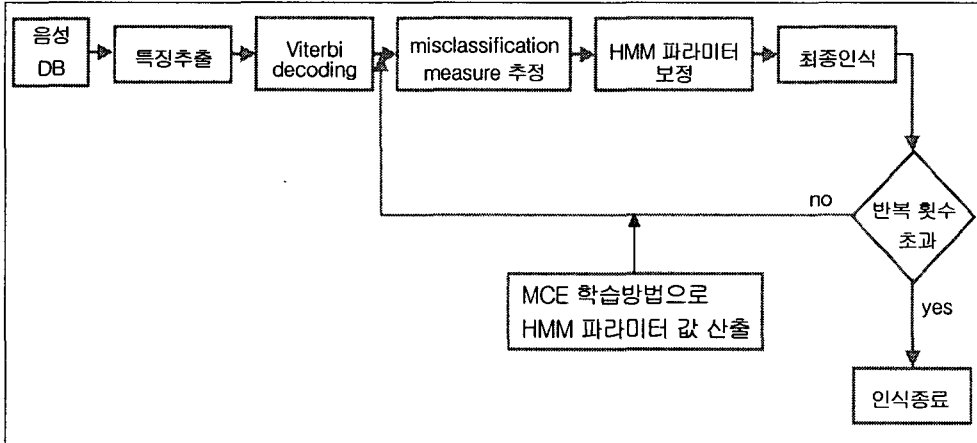 음성
DB
특징추출
Viterbi
decoding
misclassification
measure 추정
HMM 파라미터
보정
최종인식
반복 횟수
초과
no
yes
MCE 학습방법으로
HMM 파라미터 값 산출
인식종료